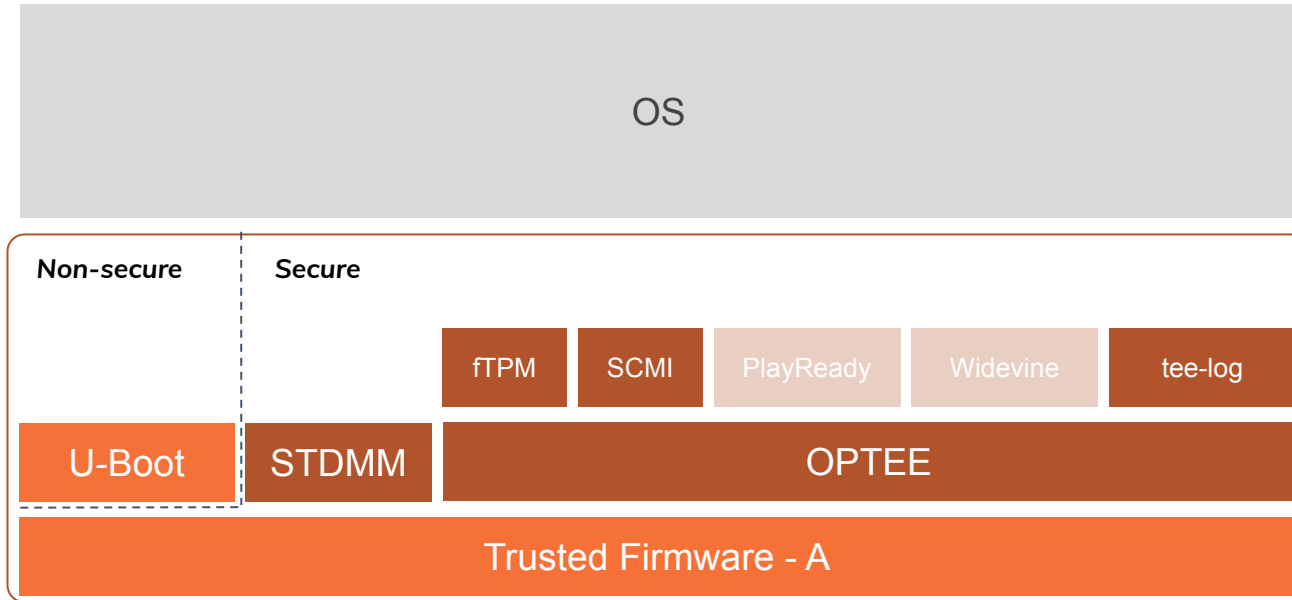 OS
Non-secure
Secure
fTPM
SCMI
PlayReady
Widevine
tee-log
U-Boot
STDMM
OPTEE
Trusted Firmware - A